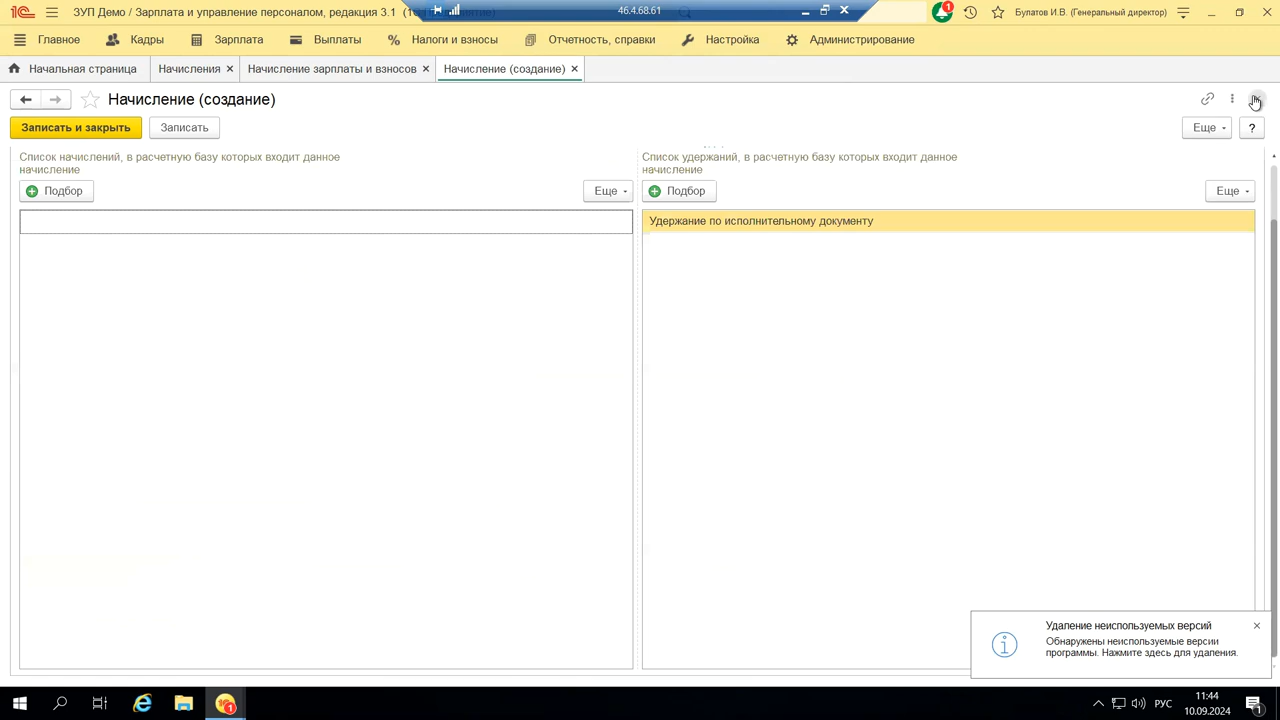 ЗУП Демо / Зарплата и управление персоналом, редакция 3.1 (1С:
46.4.68.61
1
Булатов И.В. (Генеральный директор)
Главное
Кадры
Зарплата
Выплаты
Налоги и взносы
Отчетность, справки
Настройка
Администрирование
Начальная страница
Начисления ×
Начисление зарплаты и взносов ×
Начисление (создание) ×
Начисление (создание)
Записать и закрыть
Записать
Еще
?
Список начислений, в расчетную базу которых входит данное
начисление
Подбор
Еще
Список удержаний, в расчетную базу которых входит данное
начисление
Подбор
Еще
Удержание по исполнительному документу
Удаление неиспользуемых версий
Обнаружены неиспользуемые версии
программы. Нажмите здесь для удаления.
РУС
11:44
10.09.2024
1
1